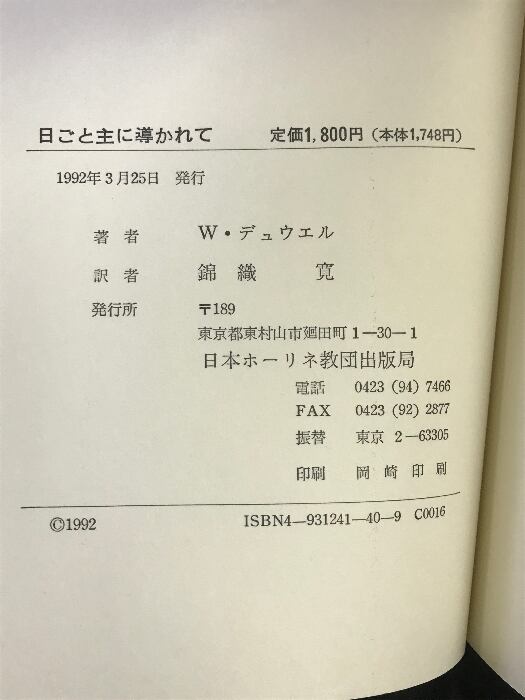 日ごと主に導かれて 定価1,800円（本体1,748円）
1992年3月25日 発行
著者 W・デュウエル
訳者 錦織 寛
発行所 〒189
東京都東村山市廻田町1―30―1
日本ホーリネス教団出版局
電話 0423 (94) 7466
FAX 0423 (92) 2877
振替 東京 2―63305
印刷 岡崎印刷
©1992 ISBN4―931241―40―9 C0016